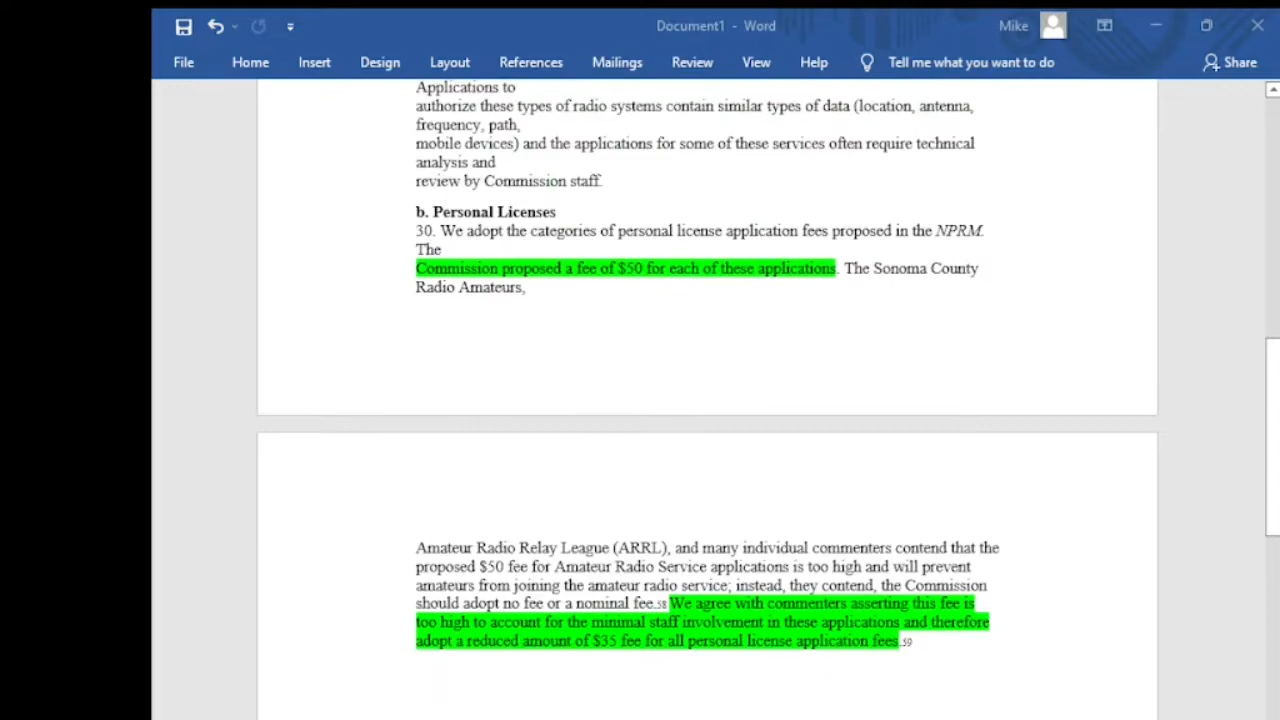 Document1 - Word
Mike
File Home Insert Design Layout References Mailings Review View Help Tell me what you want to do Share
Applications to
authorize these types of radio systems contain similar types of data (location, antenna,
frequency, path,
mobile devices) and the applications for some of these services often require technical
analysis and
review by Commission staff.
b. Personal Licenses
30. We adopt the categories of personal license application fees proposed in the NPRM.
The
Commission proposed a fee of $50 for each of these applications. The Sonoma County
Radio Amateurs,
Amateur Radio Relay League (ARRL), and many individual commenters contend that the
proposed $50 fee for Amateur Radio Service applications is too high and will prevent
amateurs from joining the amateur radio service; instead, they contend, the Commission
should adopt no fee or a nominal fee.58 We agree with commenters asserting this fee is
too high to account for the minimal staff involvement in these applications and therefore
adopt a reduced amount of $35 fee for all personal license application fees.59